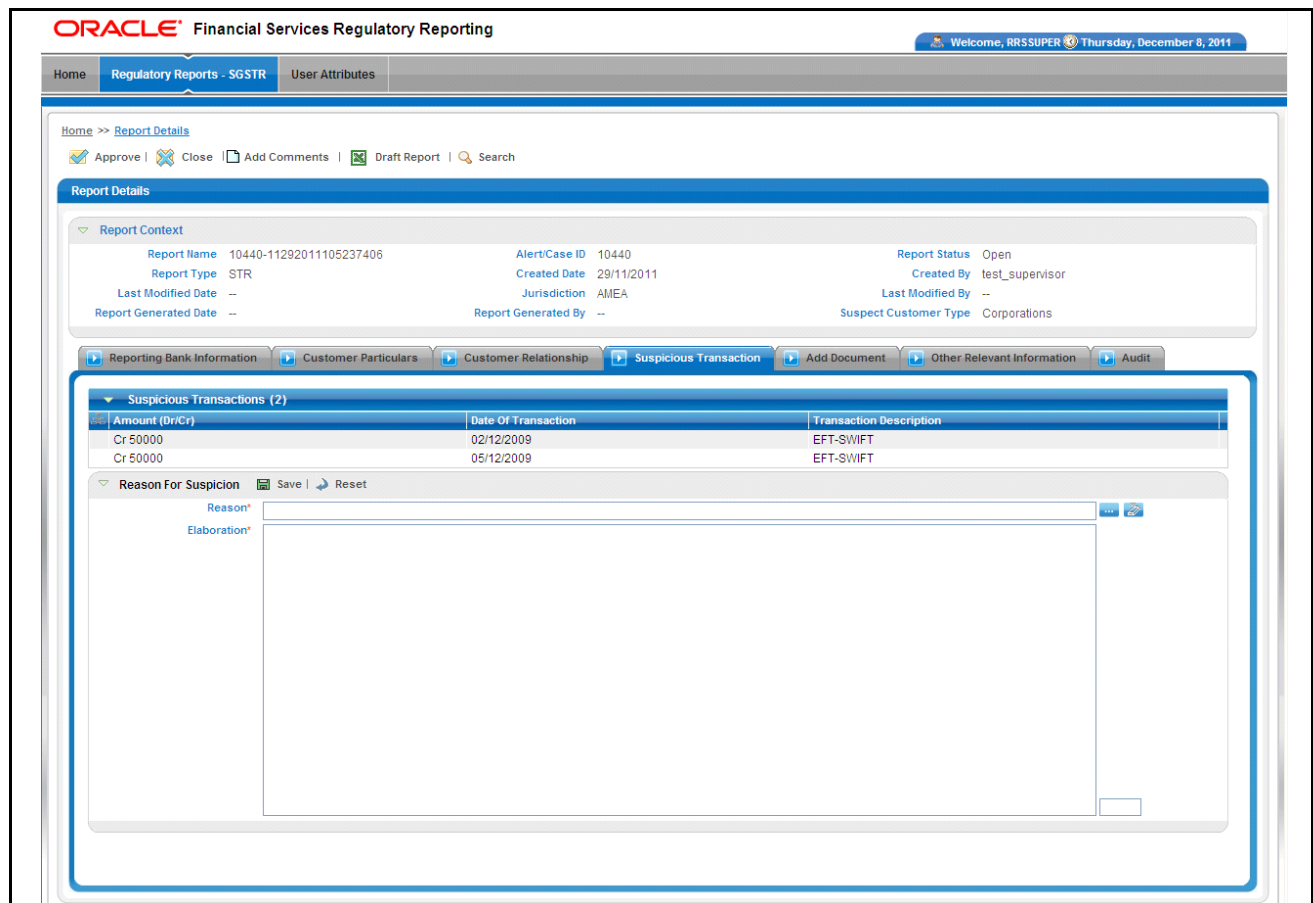 ORACLE Financial Services Regulatory Reporting
Welcome, RRSSUPER Thursday, December 8, 2011
Home Regulatory Reports - SGSTR User Attributes
Home >> Report Details
Approve | Close | Add Comments | Draft Report | Search
Report Details
Report Context
Report Name 10440-11292011105237406 Alert/Case ID 10440 Report Status Open
Report Type STR Created Date 29/11/2011 Created By test_supervisor
Last Modified Date -- Jurisdiction AMEA Last Modified By --
Report Generated Date -- Report Generated By -- Suspect Customer Type Corporations
Reporting Bank Information Customer Particulars Customer Relationship Suspicious Transaction Add Document Other Relevant Information Audit
Suspicious Transactions (2)
Amount (Dr/Cr) Date Of Transaction Transaction Description
Cr 50000 02/12/2009 EFT-SWIFT
Cr 50000 05/12/2009 EFT-SWIFT
Reason For Suspicion Save | Reset
Reason* ...
Elaboration*